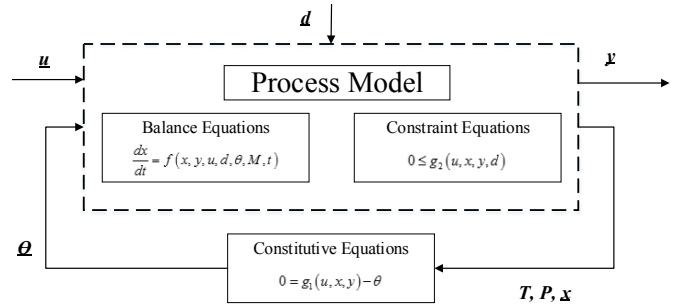 d
u
y
Process Model
Balance Equations
dx/dt = f(x, y, u, d, θ, M, t)
Constraint Equations
0 ≤ g₂(u, x, y, d)
Θ
Constitutive Equations
0 = g₁(u, x, y) − θ
T, P, x